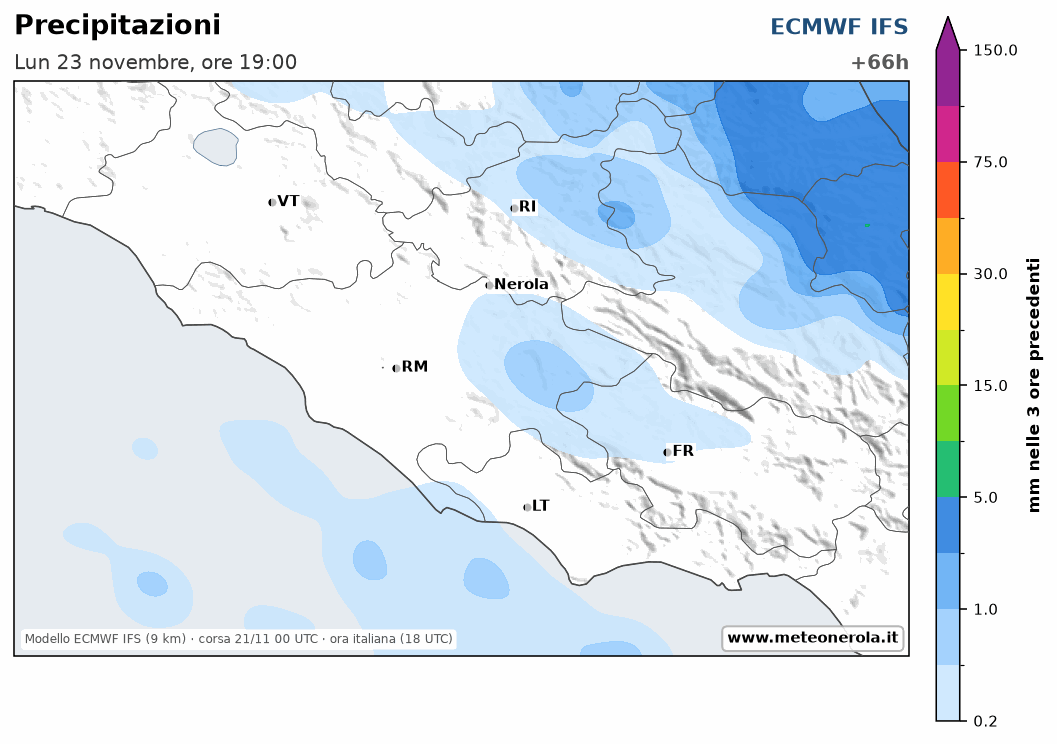 Precipitazioni
ECMWF IFS
Lun 23 novembre, ore 19:00
+66h
150.0
75.0
30.0
15.0
5.0
1.0
0.2
mm nelle 3 ore precedenti
VT
RI
Nerola
RM
FR
LT
Modello ECMWF IFS (9 km) · corsa 21/11 00 UTC · ora italiana (18 UTC)
www.meteonerola.it